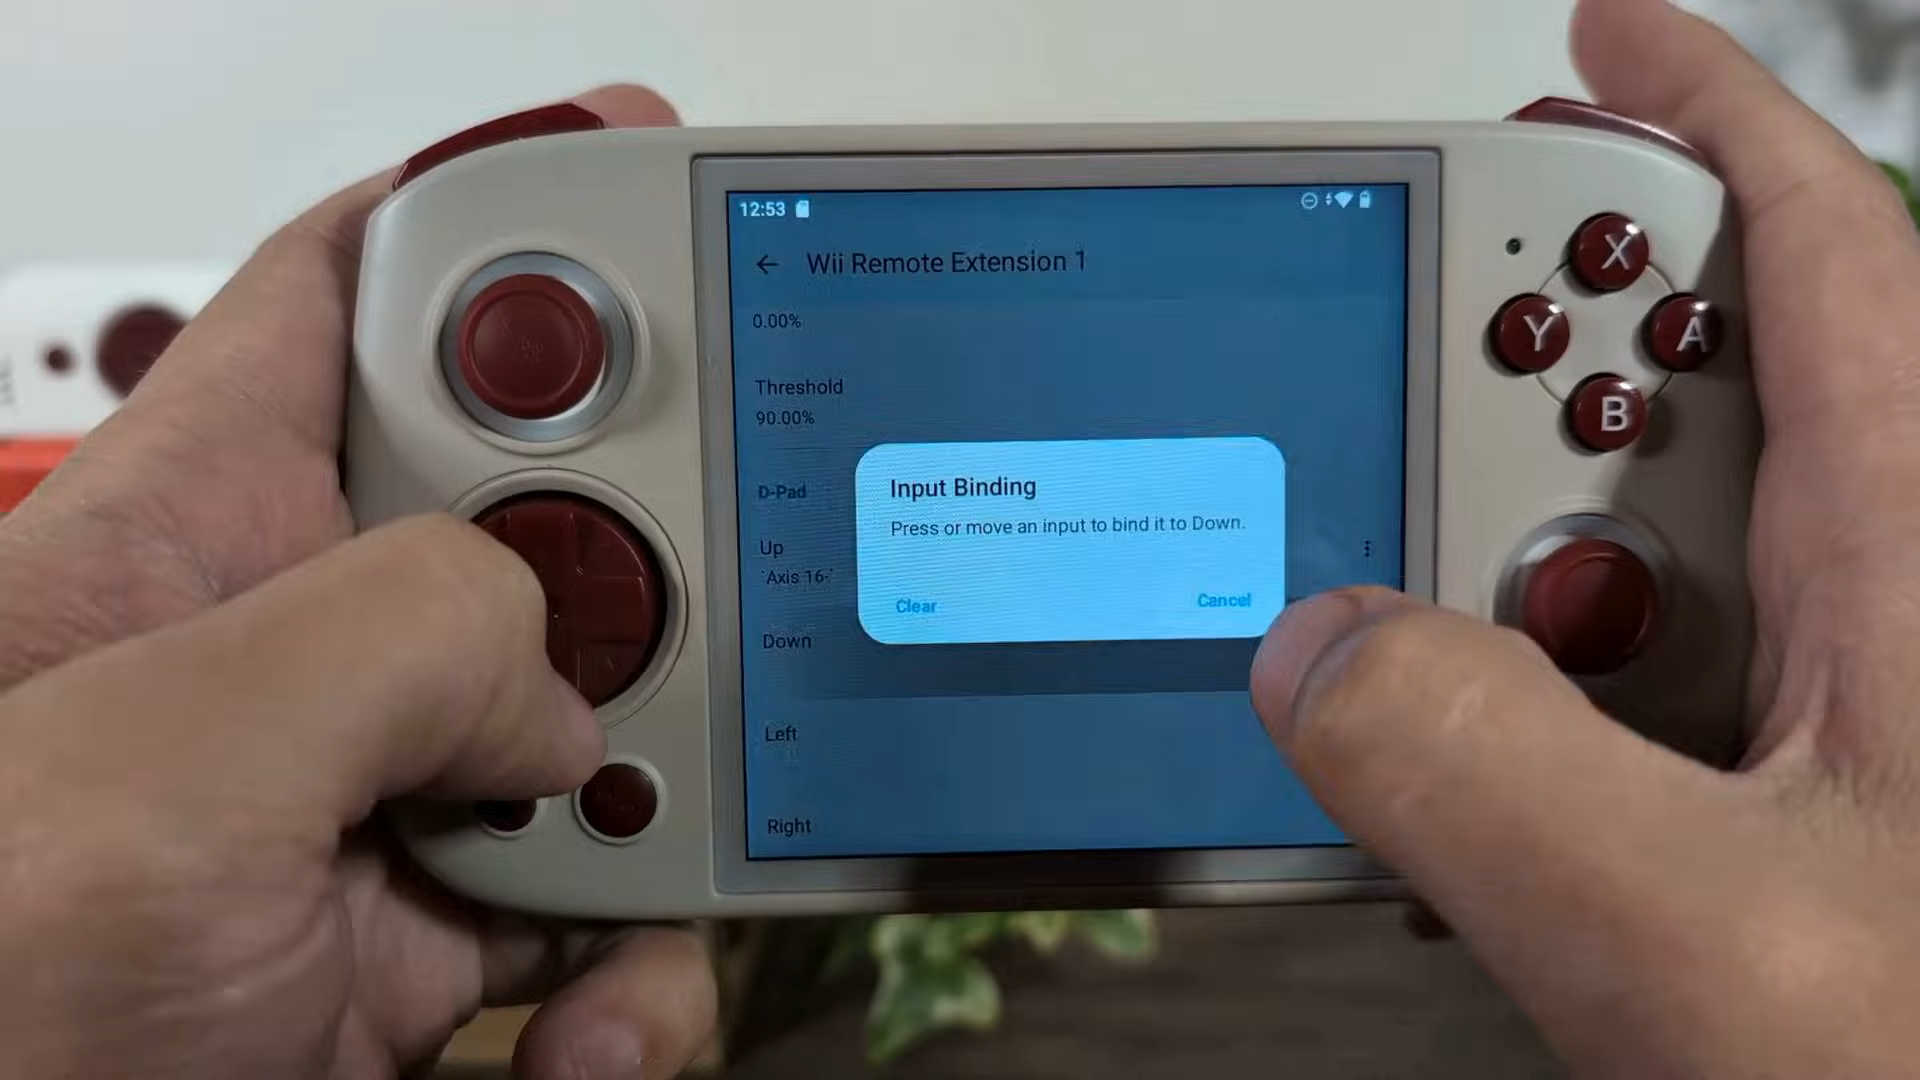 12:53
Wii Remote Extension 1
0.00%
Threshold
90.00%
D-Pad
Up
`Axis 16-`
Down
Left
Right
Input Binding
Press or move an input to bind it to Down.
Clear
Cancel
X
Y
A
B